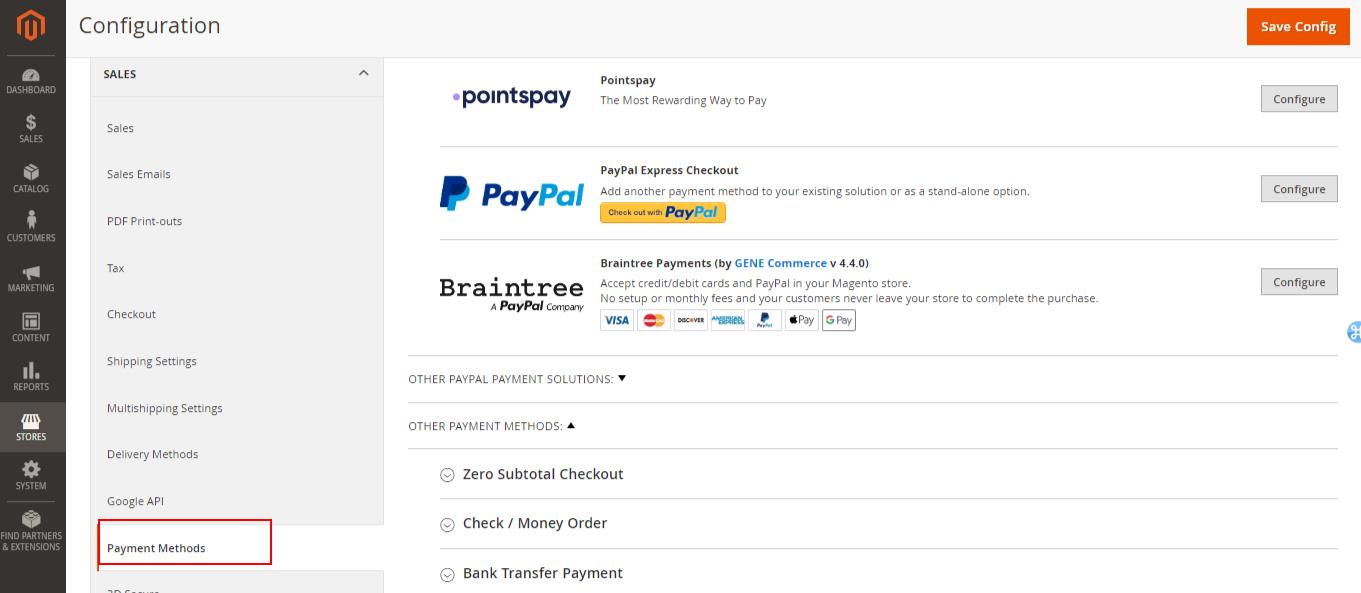 Configuration
Save Config
DASHBOARD
SALES
CATALOG
CUSTOMERS
MARKETING
CONTENT
REPORTS
STORES
SYSTEM
FIND PARTNERS
& EXTENSIONS
SALES
Sales
Sales Emails
PDF Print-outs
Tax
Checkout
Shipping Settings
Multishipping Settings
Delivery Methods
Google API
Payment Methods
3D Secure
pointspay
Pointspay
The Most Rewarding Way to Pay
Configure
PayPal
PayPal Express Checkout
Add another payment method to your existing solution or as a stand-alone option.
Check out with PayPal
Configure
Braintree
A PayPal Company
Braintree Payments (by GENE Commerce v 4.4.0)
Accept credit/debit cards and PayPal in your Magento store.
No setup or monthly fees and your customers never leave your store to complete the purchase.
VISA MasterCard DISCOVER AMERICAN EXPRESS PayPal Pay G Pay
Configure
OTHER PAYPAL PAYMENT SOLUTIONS:
OTHER PAYMENT METHODS:
Zero Subtotal Checkout
Check / Money Order
Bank Transfer Payment